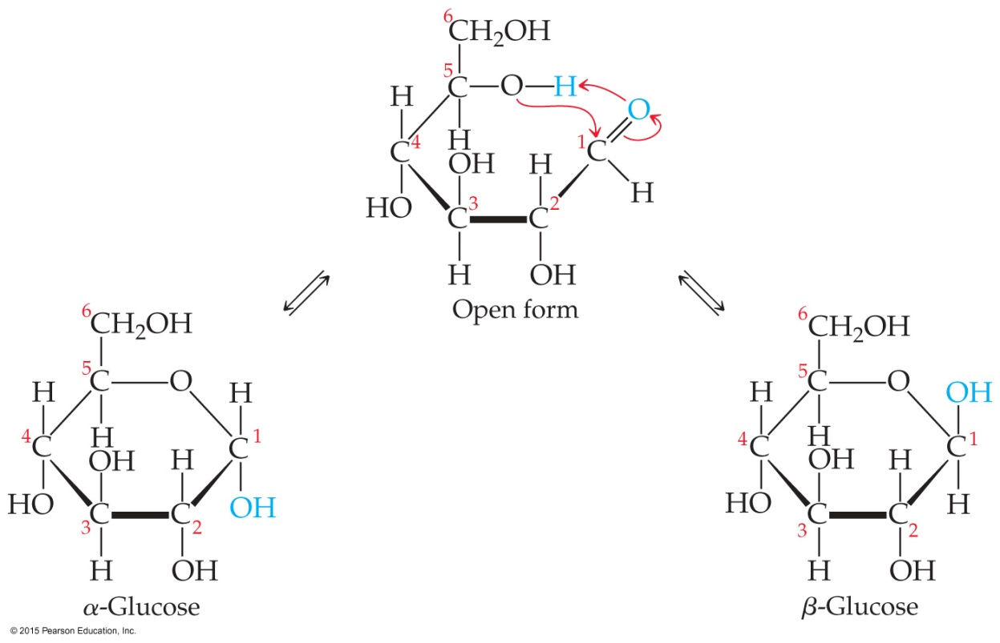 6
CH₂OH
5
C O H
H O
4
C H 1 C
OH H
HO 3 2 H
C C
H OH
Open form
6
CH₂OH
5
C O
H H
4 C H C 1
OH H
HO C C OH
3 2
H OH
α-Glucose
6
CH₂OH
5
C O OH
H
4 C H C 1
OH H
HO C C H
3 2
H OH
β-Glucose
© 2015 Pearson Education, Inc.